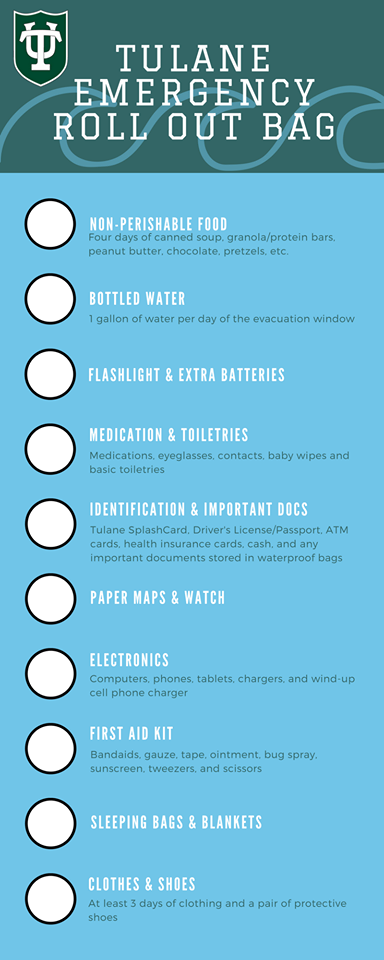 TU
TULANE
EMERGENCY
ROLL OUT BAG
NON-PERISHABLE FOOD
Four days of canned soup, granola/protein bars,
peanut butter, chocolate, pretzels, etc.
BOTTLED WATER
1 gallon of water per day of the evacuation window
FLASHLIGHT & EXTRA BATTERIES
MEDICATION & TOILETRIES
Medications, eyeglasses, contacts, baby wipes and
basic toiletries
IDENTIFICATION & IMPORTANT DOCS
Tulane SplashCard, Driver's License/Passport, ATM
cards, health insurance cards, cash, and any
important documents stored in waterproof bags
PAPER MAPS & WATCH
ELECTRONICS
Computers, phones, tablets, chargers, and wind-up
cell phone charger
FIRST AID KIT
Bandaids, gauze, tape, ointment, bug spray,
sunscreen, tweezers, and scissors
SLEEPING BAGS & BLANKETS
CLOTHES & SHOES
At least 3 days of clothing and a pair of protective
shoes